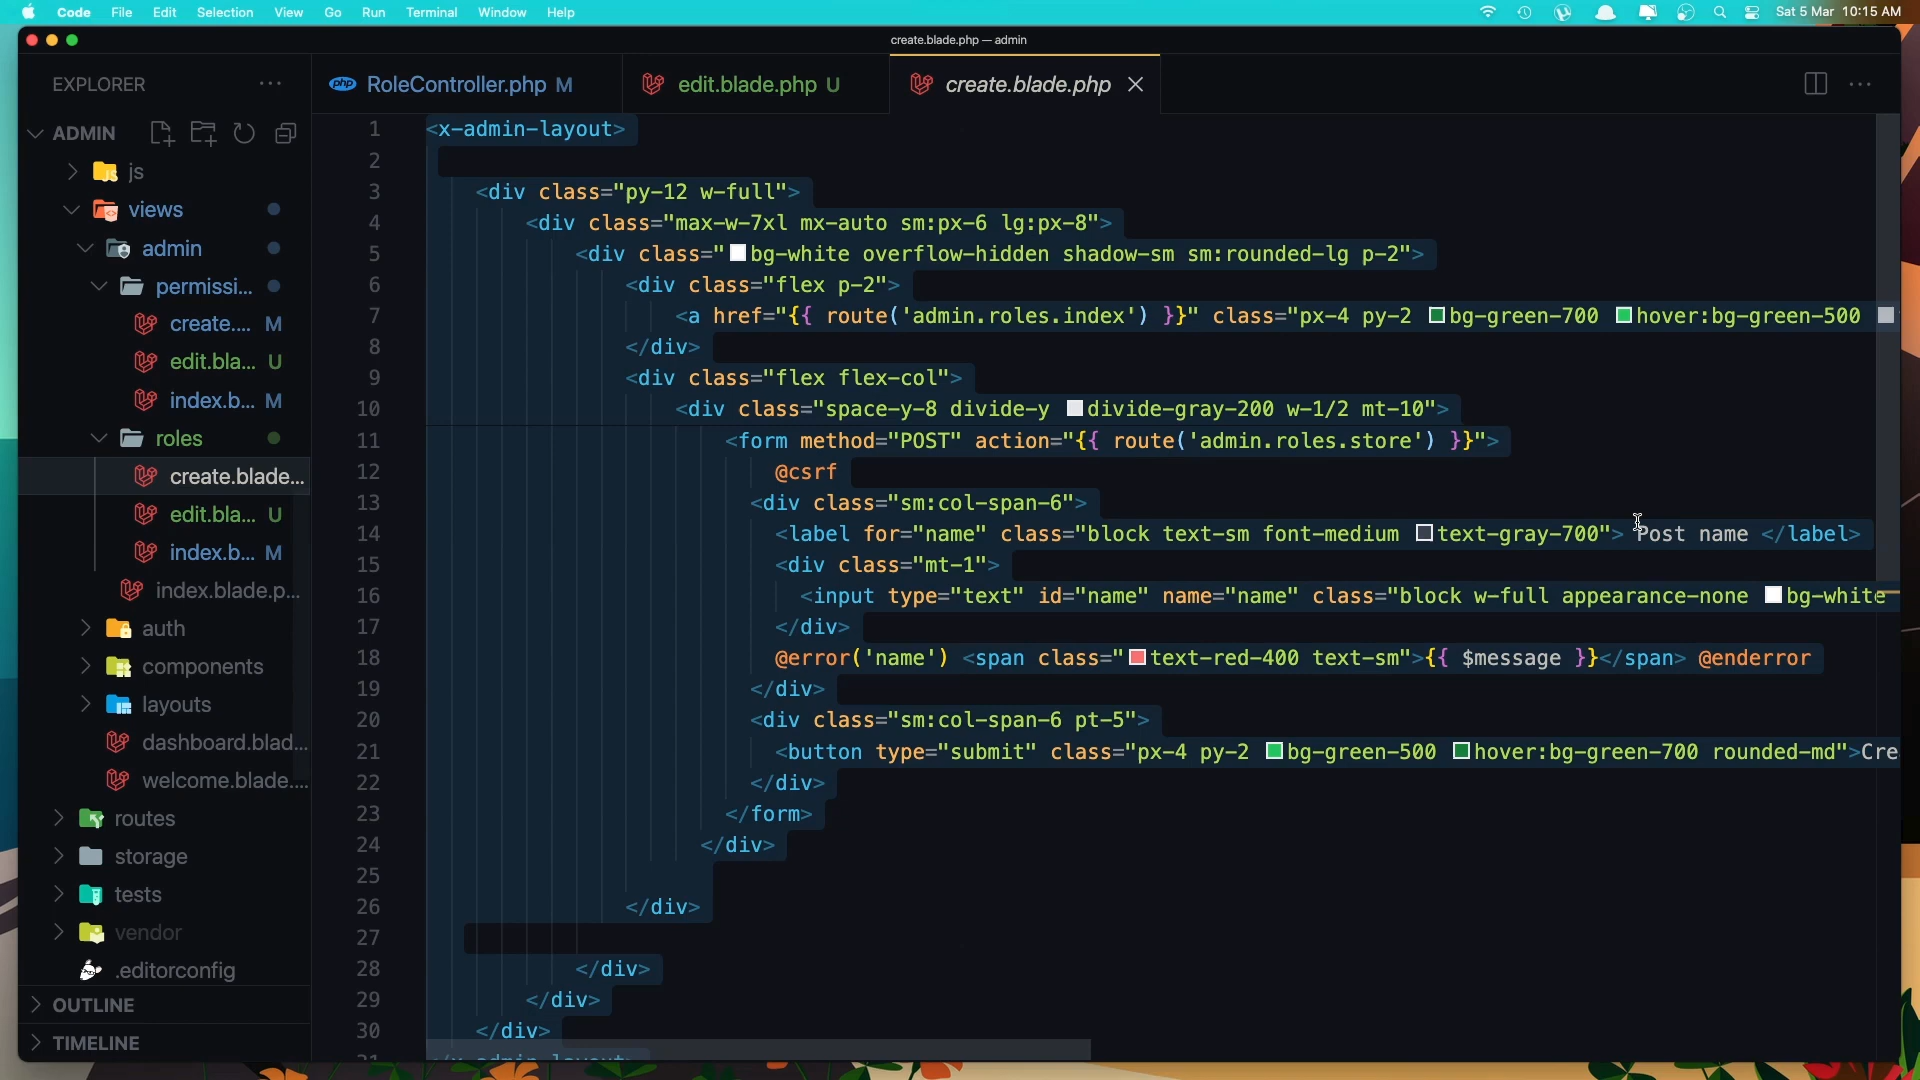 Code File Edit Selection View Go Run Terminal Window Help Sat 5 Mar 10:15 AM
create.blade.php — admin
EXPLORER
ADMIN
js
views
admin
permissi...
create.... M
edit.bla... U
index.b... M
roles
create.blade...
edit.bla... U
index.b... M
index.blade.p...
auth
components
layouts
dashboard.blad...
welcome.blade....
routes
storage
tests
vendor
.editorconfig
OUTLINE
TIMELINE
php RoleController.php M
edit.blade.php U
create.blade.php
1 <x-admin-layout>
2
3 <div class="py-12 w-full">
4 <div class="max-w-7xl mx-auto sm:px-6 lg:px-8">
5 <div class="bg-white overflow-hidden shadow-sm sm:rounded-lg p-2">
6 <div class="flex p-2">
7 <a href="{{ route('admin.roles.index') }}" class="px-4 py-2 bg-green-700 hover:bg-green-500
8 </div>
9 <div class="flex flex-col">
10 <div class="space-y-8 divide-y divide-gray-200 w-1/2 mt-10">
11 <form method="POST" action="{{ route('admin.roles.store') }}">
12 @csrf
13 <div class="sm:col-span-6">
14 <label for="name" class="block text-sm font-medium text-gray-700"> Post name </label>
15 <div class="mt-1">
16 <input type="text" id="name" name="name" class="block w-full appearance-none bg-white
17 </div>
18 @error('name') <span class="text-red-400 text-sm">{{ $message }}</span> @enderror
19 </div>
20 <div class="sm:col-span-6 pt-5">
21 <button type="submit" class="px-4 py-2 bg-green-500 hover:bg-green-700 rounded-md">Cre
22 </div>
23 </form>
24 </div>
25
26 </div>
27
28 </div>
29 </div>
30 </div>
31 </x-admin-layout>